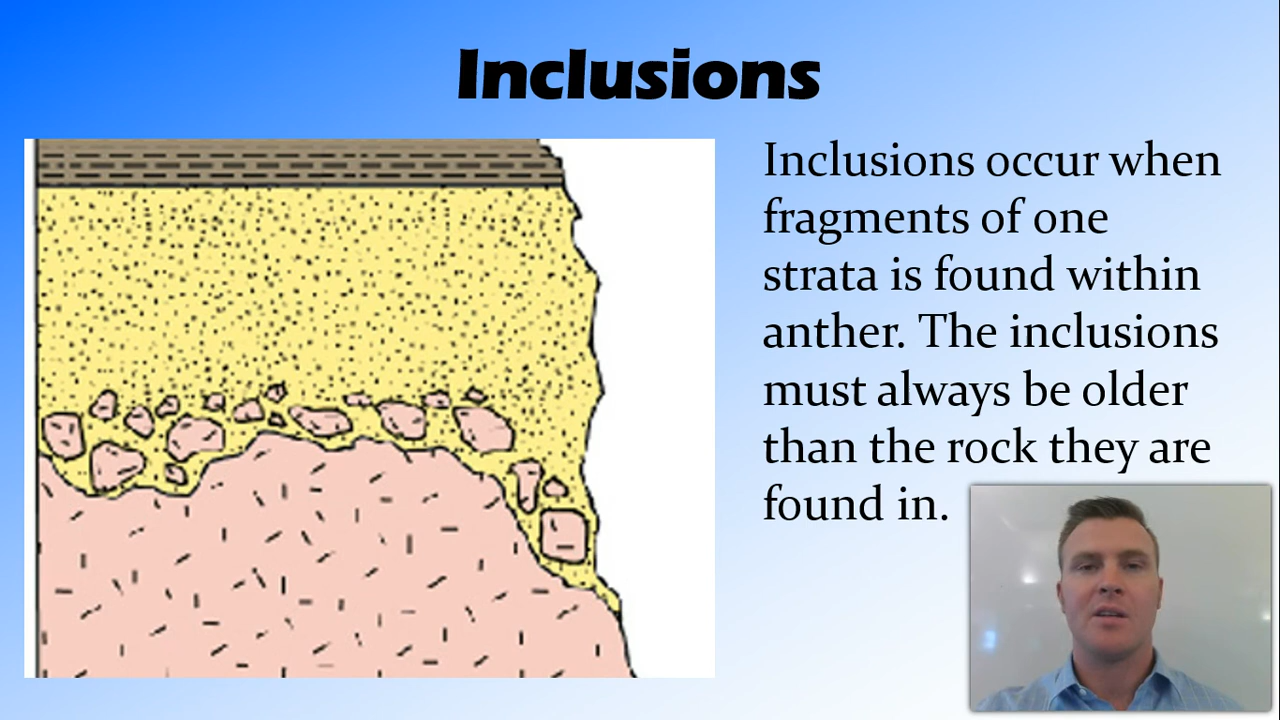 Inclusions
Inclusions occur when
fragments of one
strata is found within
anther. The inclusions
must always be older
than the rock they are
found in.